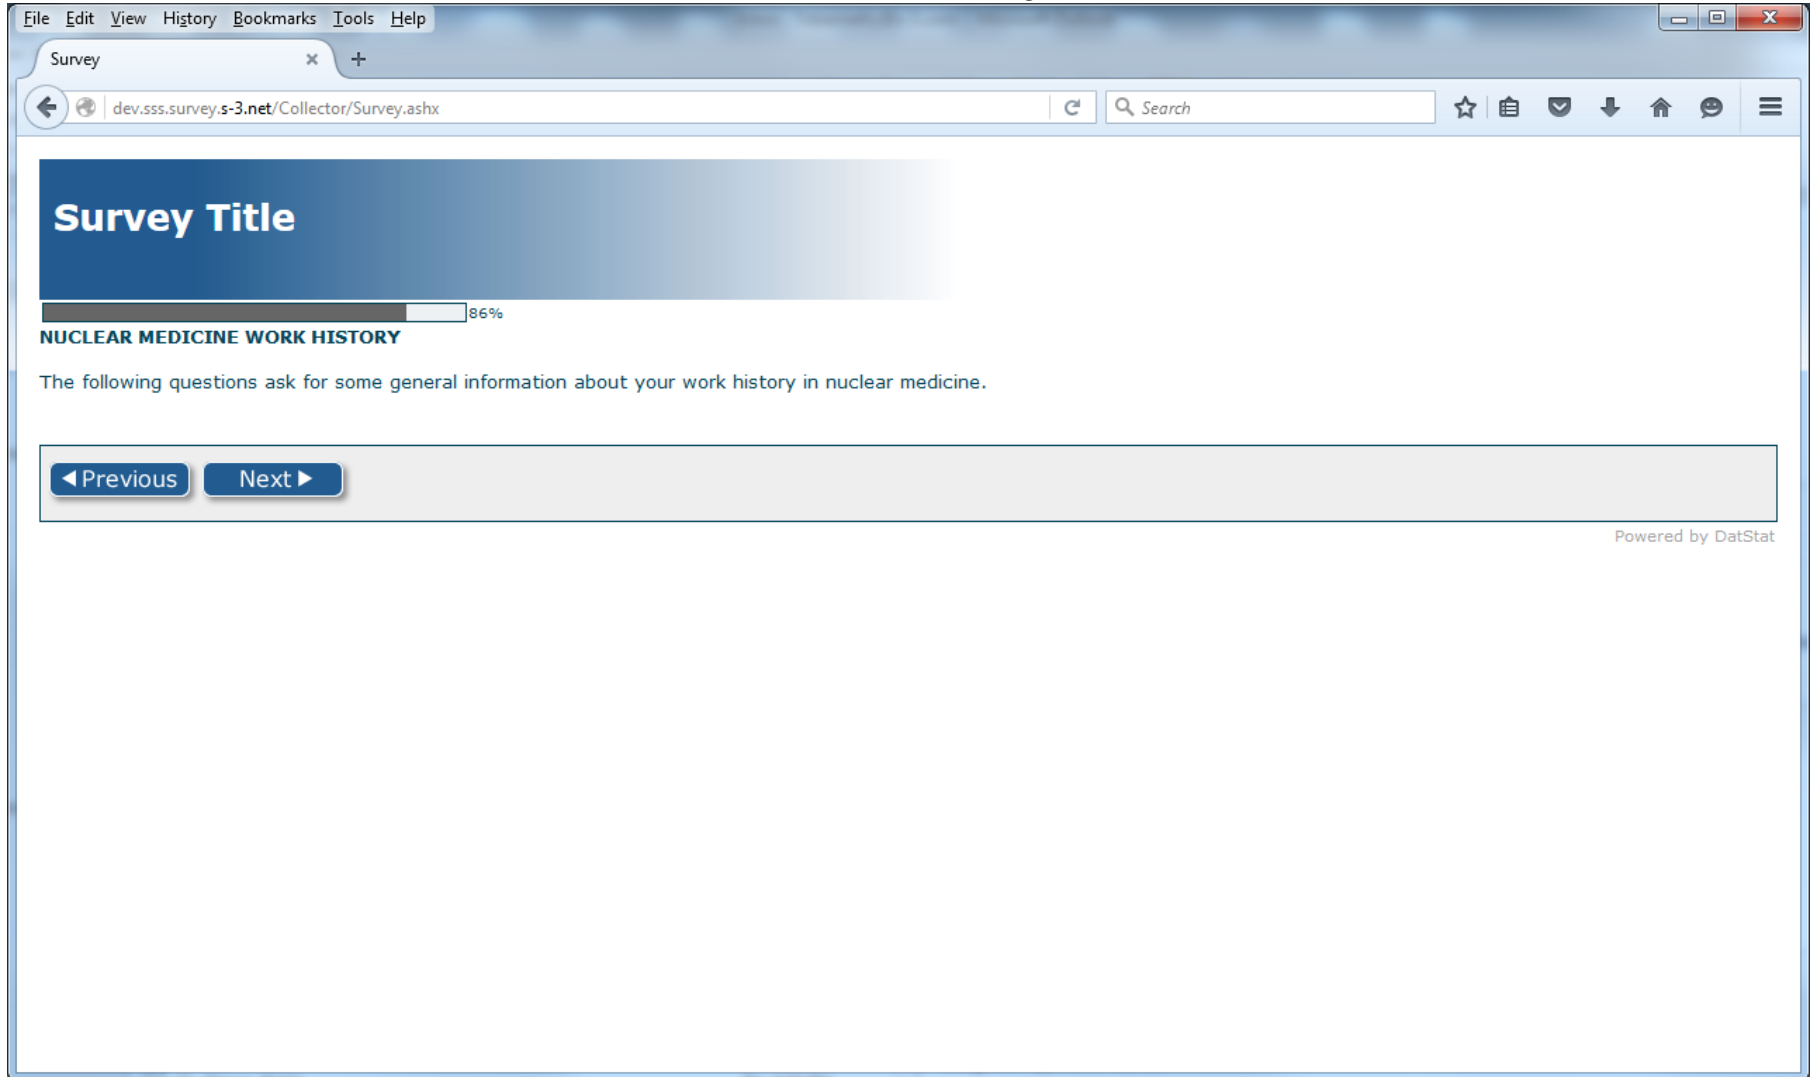 File Edit View History Bookmarks Tools Help
Survey
dev.sss.survey.s-3.net/Collector/Survey.ashx
Search
Survey Title
86%
NUCLEAR MEDICINE WORK HISTORY
The following questions ask for some general information about your work history in nuclear medicine.
Previous Next
Powered by DatStat